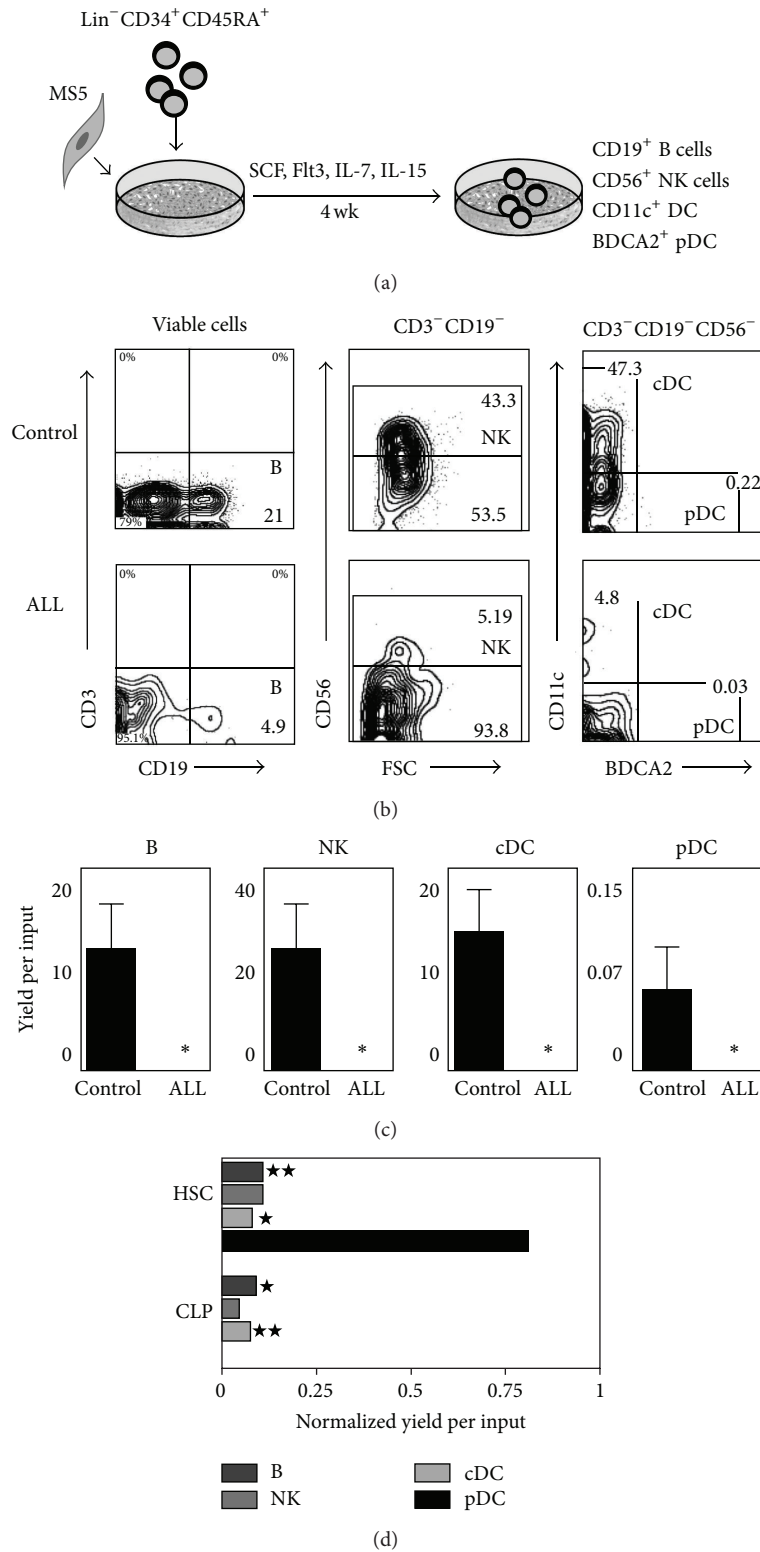 Lin⁻CD34⁺CD45RA⁺
MS5
SCF, Flt3, IL-7, IL-15
4 wk
CD19⁺ B cells
CD56⁺ NK cells
CD11c⁺ DC
BDCA2⁺ pDC
(a)
Viable cells
CD3⁻CD19⁻
CD3⁻CD19⁻CD56⁻
Control
0%
0%
B
79%
21
43.3
NK
53.5
47.3
cDC
0.22
pDC
ALL
0%
0%
B
95.1%
4.9
5.19
NK
93.8
4.8
cDC
0.03
pDC
CD3
CD19
CD56
FSC
CD11c
BDCA2
(b)
B
NK
cDC
pDC
Yield per input
20
10
0
*
Control ALL
40
20
0
*
Control ALL
20
10
0
*
Control ALL
0.15
0.07
0
*
Control ALL
(c)
HSC
★★
★
CLP
★
★★
0 0.25 0.5 0.75 1
Normalized yield per input
B
NK
cDC
pDC
(d)